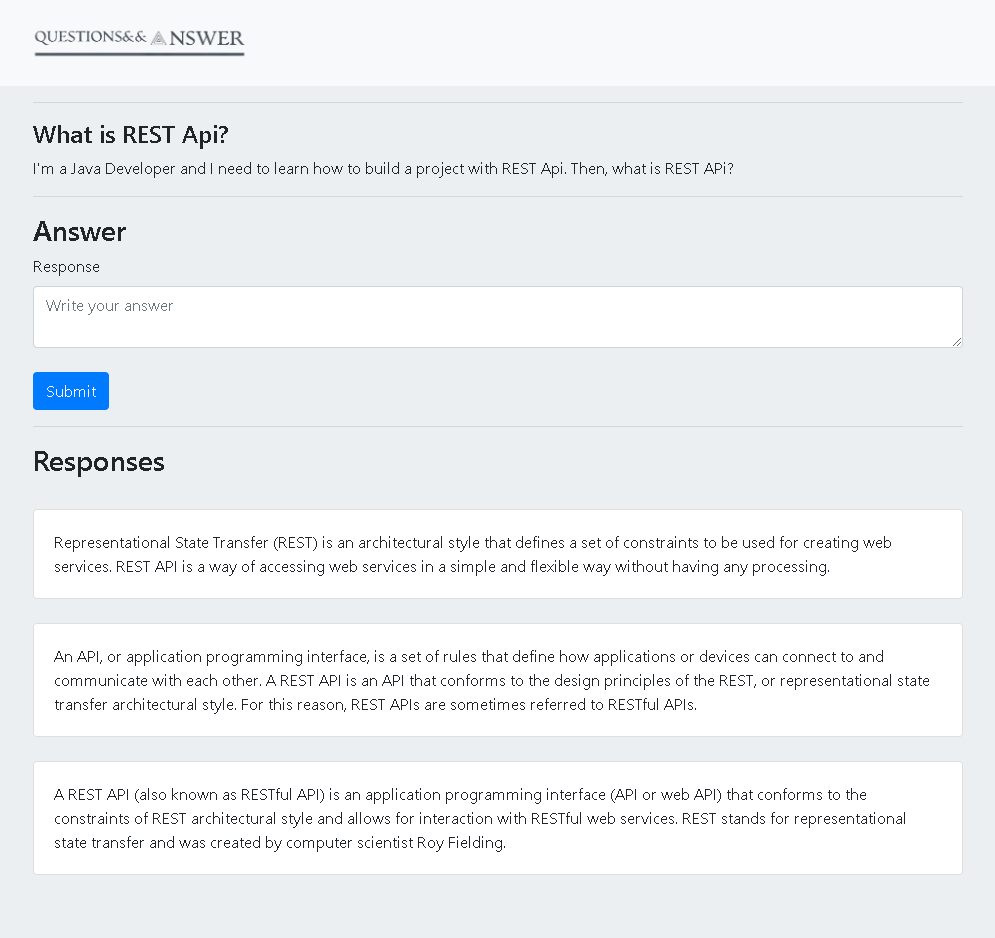 QUESTIONS&& ANSWER
What is REST Api?
I'm a Java Developer and I need to learn how to build a project with REST Api. Then, what is REST APi?
Answer
Response
Write your answer
Submit
Responses
Representational State Transfer (REST) is an architectural style that defines a set of constraints to be used for creating web
services. REST API is a way of accessing web services in a simple and flexible way without having any processing.
An API, or application programming interface, is a set of rules that define how applications or devices can connect to and
communicate with each other. A REST API is an API that conforms to the design principles of the REST, or representational state
transfer architectural style. For this reason, REST APIs are sometimes referred to RESTful APIs.
A REST API (also known as RESTful API) is an application programming interface (API or web API) that conforms to the
constraints of REST architectural style and allows for interaction with RESTful web services. REST stands for representational
state transfer and was created by computer scientist Roy Fielding.